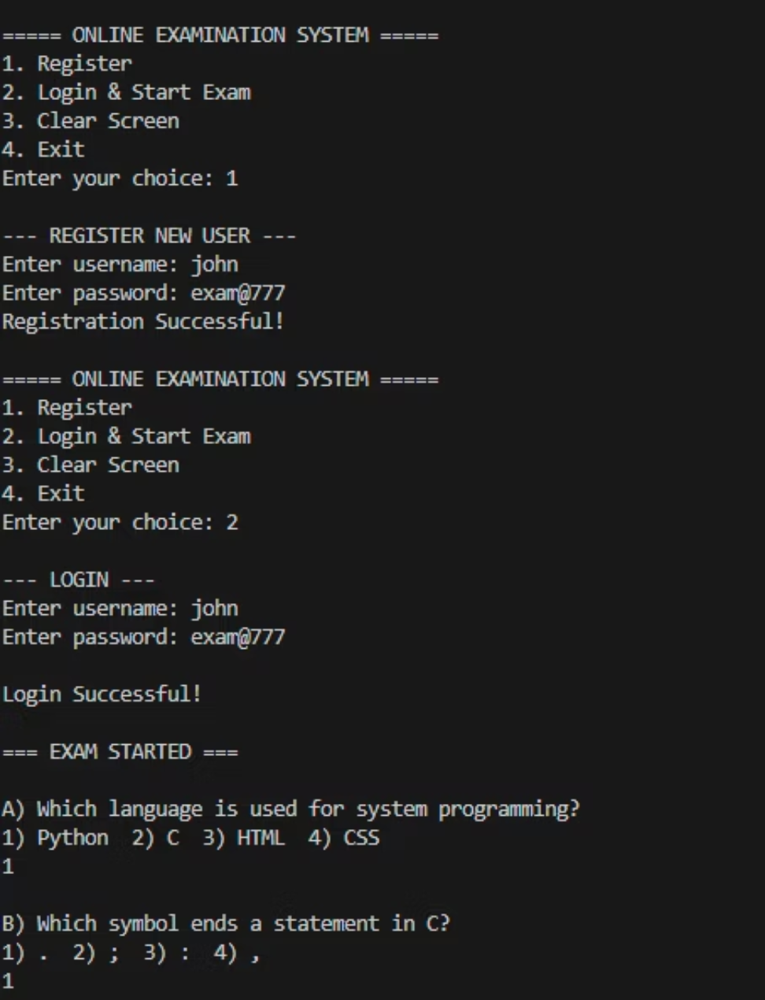 ===== ONLINE EXAMINATION SYSTEM =====
1. Register
2. Login & Start Exam
3. Clear Screen
4. Exit
Enter your choice: 1
--- REGISTER NEW USER ---
Enter username: john
Enter password: exam@777
Registration Successful!
===== ONLINE EXAMINATION SYSTEM =====
1. Register
2. Login & Start Exam
3. Clear Screen
4. Exit
Enter your choice: 2
--- LOGIN ---
Enter username: john
Enter password: exam@777
Login Successful!
=== EXAM STARTED ===
A) Which language is used for system programming?
1) Python  2) C  3) HTML  4) CSS
1
B) Which symbol ends a statement in C?
1) .  2) ;  3) :  4) ,
1